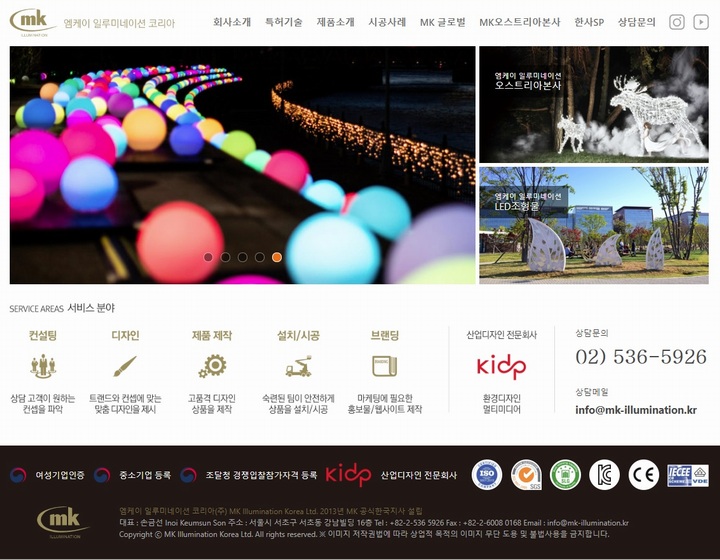 mk
ILLUMINATION
엠케이 일루미네이션 코리아
회사소개 특허기술 제품소개 시공사례 MK 글로벌 MK오스트리아본사 한사SP 상담문의
엠케이 일루미네이션
오스트리아본사
엠케이 일루미네이션
LED조형물
SERVICE AREAS 서비스 분야
컨설팅
상담 고객이 원하는
컨셉을 파악
디자인
트랜드와 컨셉에 맞는
맞춤 디자인을 제시
제품 제작
고품격 디자인
상품을 제작
설치/시공
숙련된 팀이 안전하게
상품을 설치/시공
브랜딩
마케팅에 필요한
홍보물/웹사이트 제작
산업디자인 전문회사
kidp
환경디자인
멀티미디어
상담문의
02) 536-5926
상담메일
info@mk-illumination.kr
여성기업인증 중소기업 등록 조달청 경쟁입찰참가자격 등록 kidp 산업디자인 전문회사
ISO SGS SLG K CE IECEE VDE
mk
ILLUMINATION
엠케이 일루미네이션 코리아(주) MK Illumination Korea Ltd. 2013년 MK 공식한국지사 설립
대표 : 손금선 Inoi Keumsun Son 주소 : 서울시 서초구 서초동 강남빌딩 16층 Tel : +82-2-536 5926 Fax : +82-2-6008 0168 Email : info@mk-illumination.kr
Copyright ⓒ MK Illumination Korea Ltd. All rights reserved. ※ 이미지 저작권법에 따라 상업적 목적의 이미지 무단 도용 및 불법사용을 금지합니다.